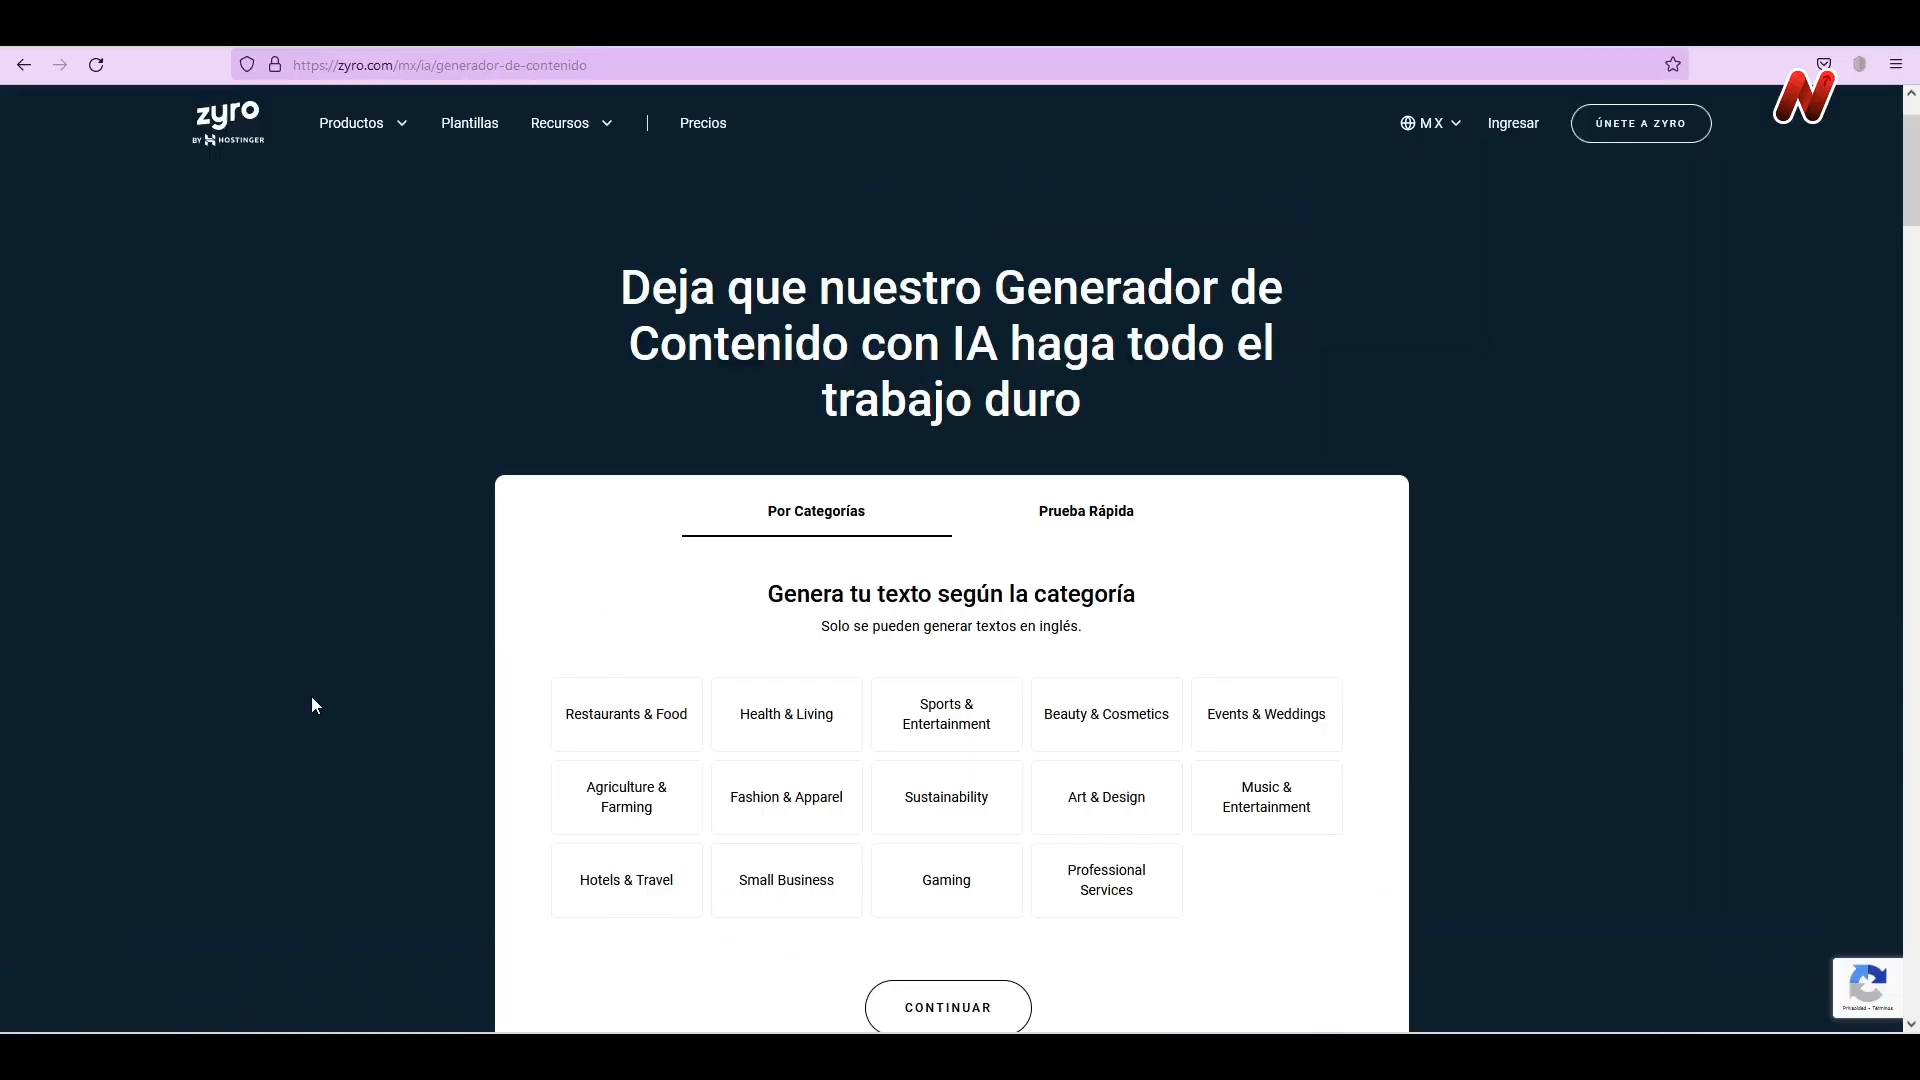 https://zyro.com/mx/ia/generador-de-contenido
zyro
BY HOSTINGER
Productos
Plantillas
Recursos
Precios
MX
Ingresar
ÚNETE A ZYRO
N
Deja que nuestro Generador de
Contenido con IA haga todo el
trabajo duro
Por Categorías
Prueba Rápida
Genera tu texto según la categoría
Solo se pueden generar textos en inglés.
Restaurants & Food
Health & Living
Sports &
Entertainment
Beauty & Cosmetics
Events & Weddings
Agriculture &
Farming
Fashion & Apparel
Sustainability
Art & Design
Music &
Entertainment
Hotels & Travel
Small Business
Gaming
Professional
Services
CONTINUAR
Privacidad - Términos